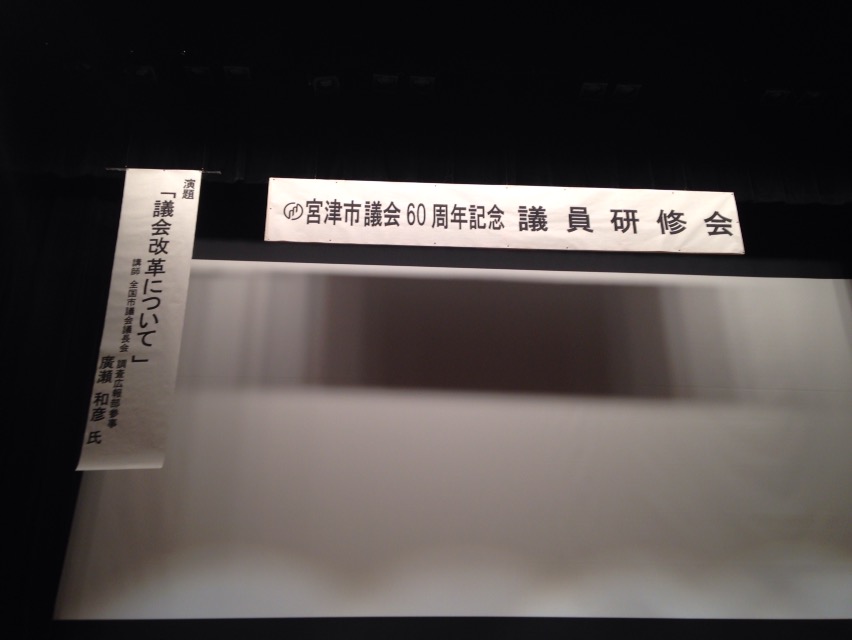 宮津市議会60周年記念 議員研修会
演題
「議会改革について」
講師 全国市議会議長会 調査広報部参事
廣瀬 和彦 氏